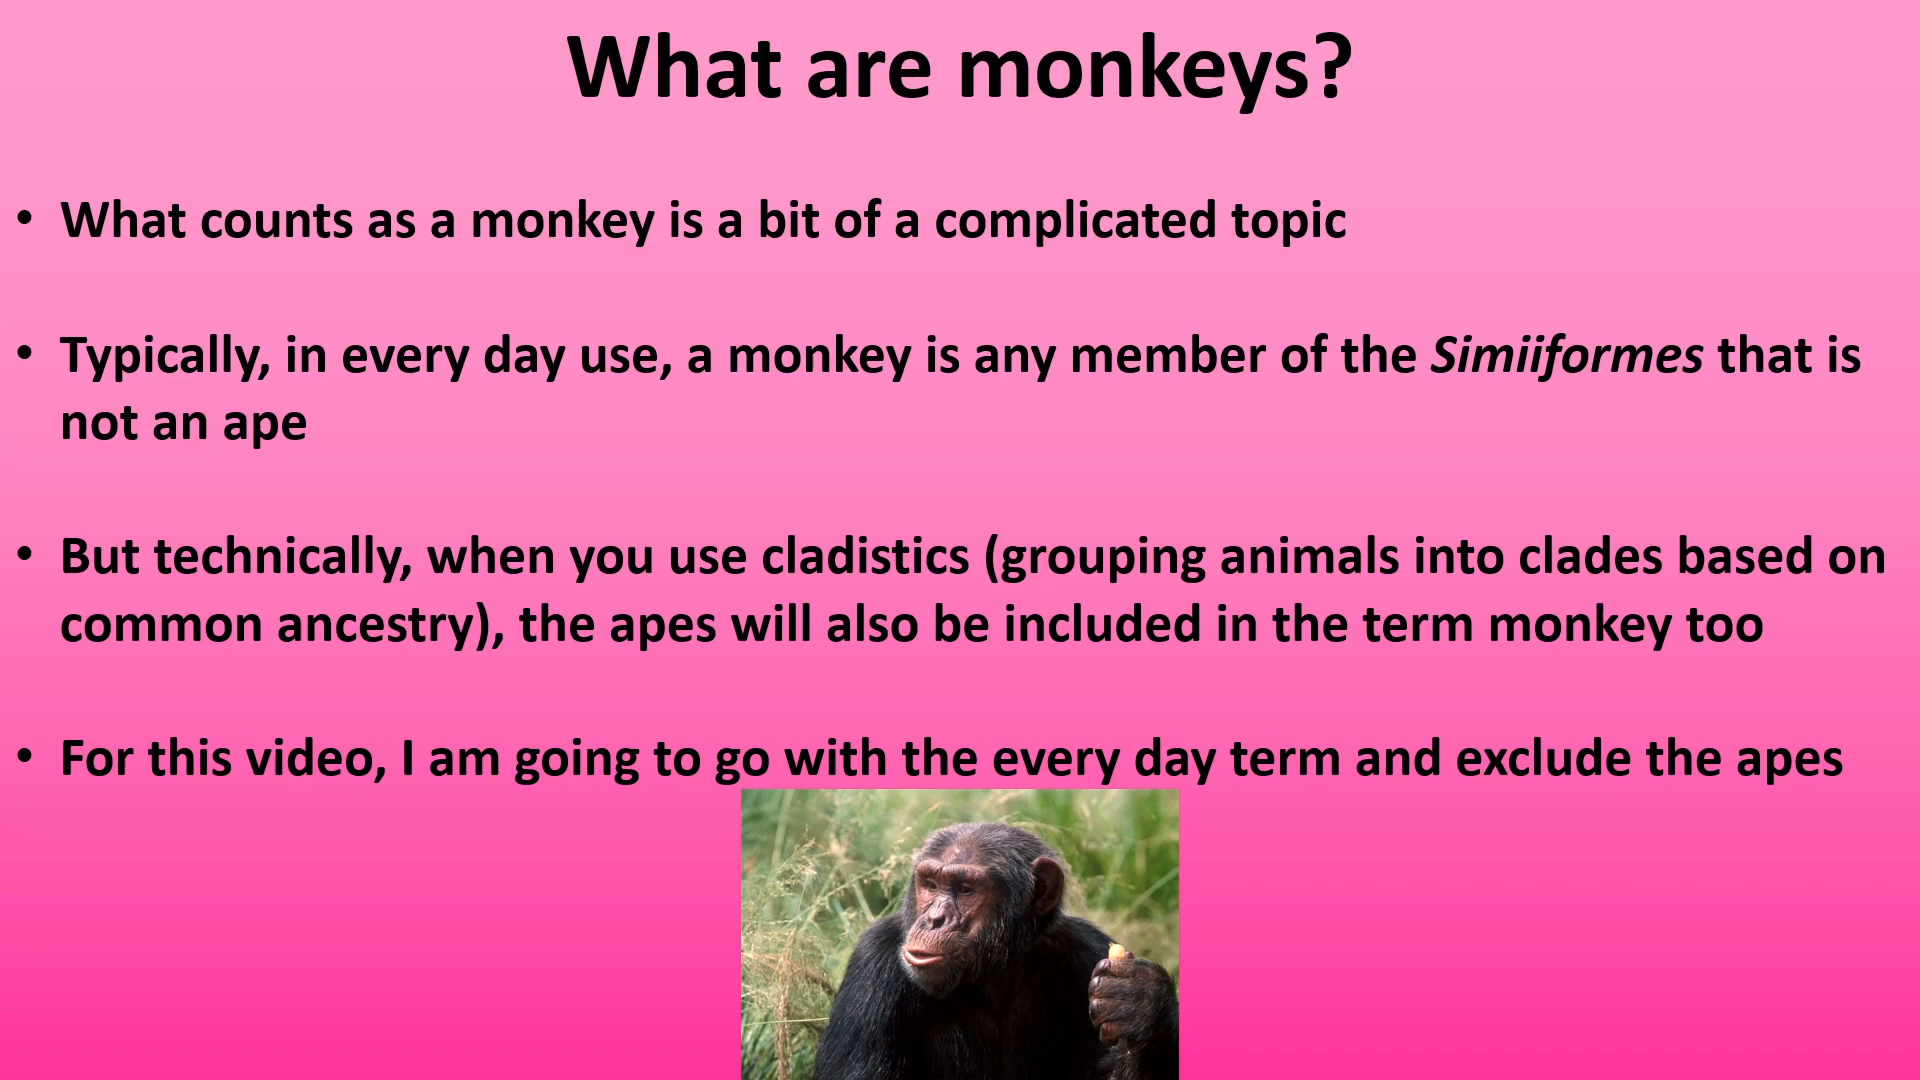 What are monkeys?
• What counts as a monkey is a bit of a complicated topic
• Typically, in every day use, a monkey is any member of the Simiiformes that is
not an ape
• But technically, when you use cladistics (grouping animals into clades based on
common ancestry), the apes will also be included in the term monkey too
• For this video, I am going to go with the every day term and exclude the apes